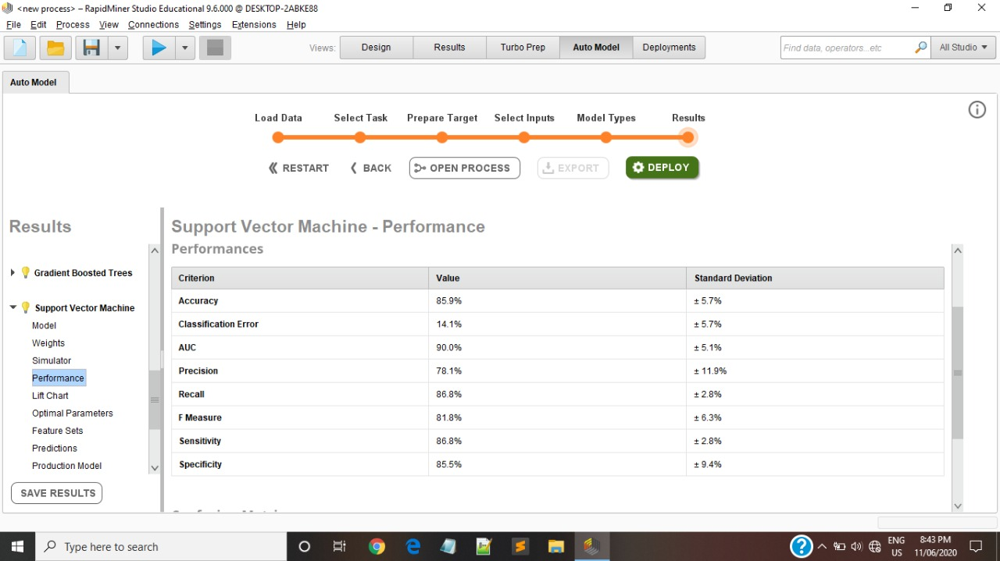 <new process> – RapidMiner Studio Educational 9.6.000 @ DESKTOP-2ABKE88
File Edit Process View Connections Settings Extensions Help
Views: Design Results Turbo Prep Auto Model Deployments Find data, operators...etc All Studio
Auto Model
Load Data Select Task Prepare Target Select Inputs Model Types Results
RESTART BACK OPEN PROCESS EXPORT DEPLOY
Results
Gradient Boosted Trees
Support Vector Machine
Model
Weights
Simulator
Performance
Lift Chart
Optimal Parameters
Feature Sets
Predictions
Production Model
SAVE RESULTS
Support Vector Machine - Performance
Performances
Criterion Value Standard Deviation
Accuracy 85.9% ± 5.7%
Classification Error 14.1% ± 5.7%
AUC 90.0% ± 5.1%
Precision 78.1% ± 11.9%
Recall 86.8% ± 2.8%
F Measure 81.8% ± 6.3%
Sensitivity 86.8% ± 2.8%
Specificity 85.5% ± 9.4%
Type here to search
ENG
US
8:43 PM
11/06/2020